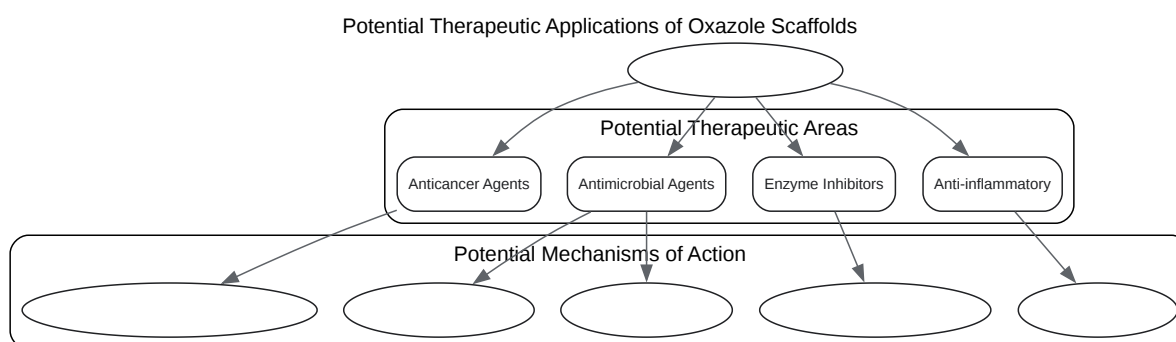 Potential Therapeutic Applications of Oxazole Scaffolds
Potential Therapeutic Areas
Anticancer Agents
Antimicrobial Agents
Enzyme Inhibitors
Anti-inflammatory
Potential Mechanisms of Action